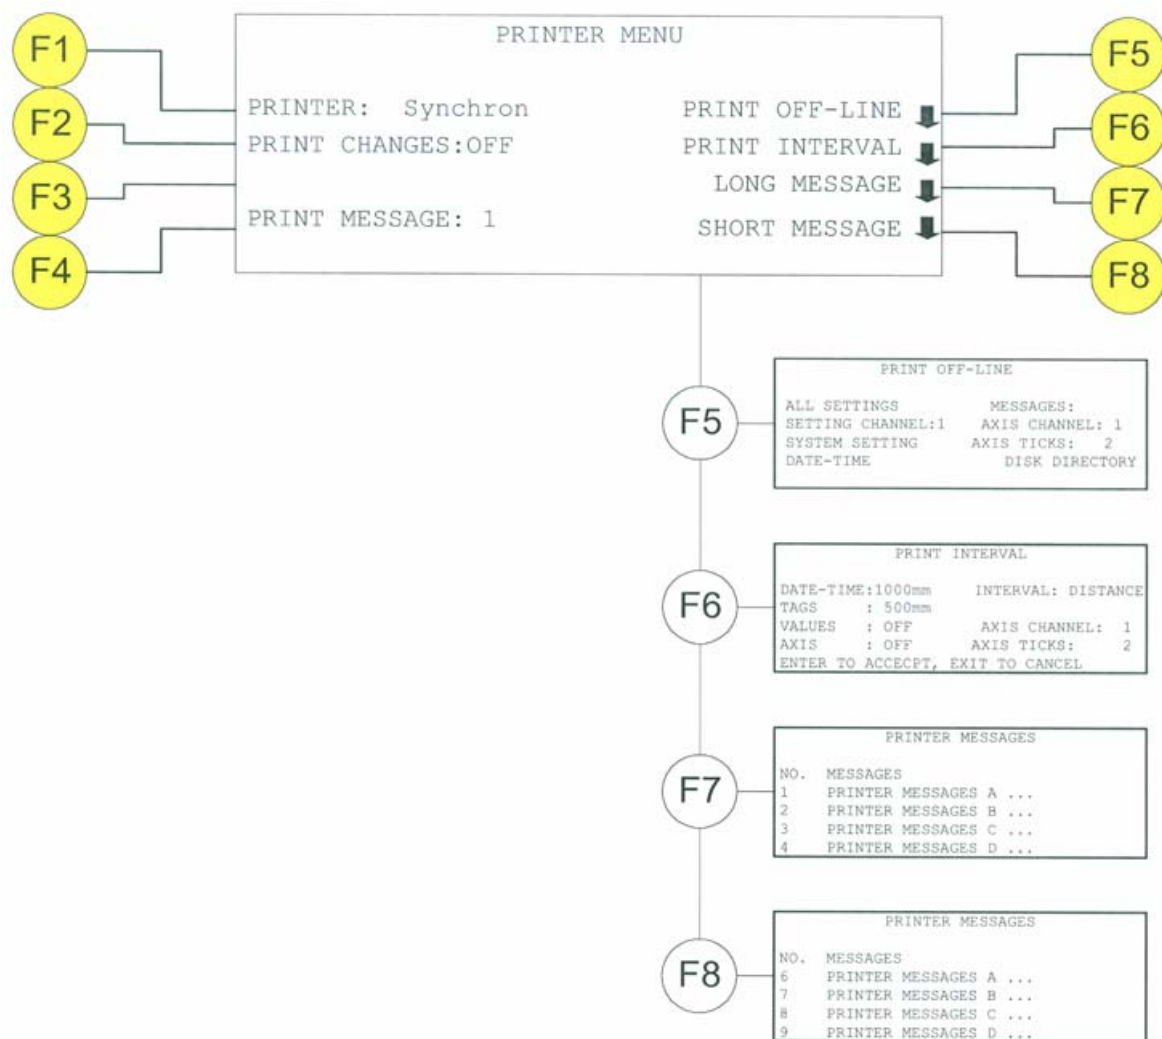 PRINTER MENU
F1
F2
F3
F4
PRINTER: Synchron
PRINT CHANGES:OFF
PRINT MESSAGE: 1
PRINT OFF-LINE
PRINT INTERVAL
LONG MESSAGE
SHORT MESSAGE
F5
F6
F7
F8
F5
PRINT OFF-LINE
ALL SETTINGS MESSAGES:
SETTING CHANNEL:1 AXIS CHANNEL: 1
SYSTEM SETTING AXIS TICKS: 2
DATE-TIME DISK DIRECTORY
F6
PRINT INTERVAL
DATE-TIME:1000mm INTERVAL: DISTANCE
TAGS : 500mm
VALUES : OFF AXIS CHANNEL: 1
AXIS : OFF AXIS TICKS: 2
ENTER TO ACCECPT, EXIT TO CANCEL
F7
PRINTER MESSAGES
NO. MESSAGES
1 PRINTER MESSAGES A ...
2 PRINTER MESSAGES B ...
3 PRINTER MESSAGES C ...
4 PRINTER MESSAGES D ...
F8
PRINTER MESSAGES
NO. MESSAGES
6 PRINTER MESSAGES A ...
7 PRINTER MESSAGES B ...
8 PRINTER MESSAGES C ...
9 PRINTER MESSAGES D ...